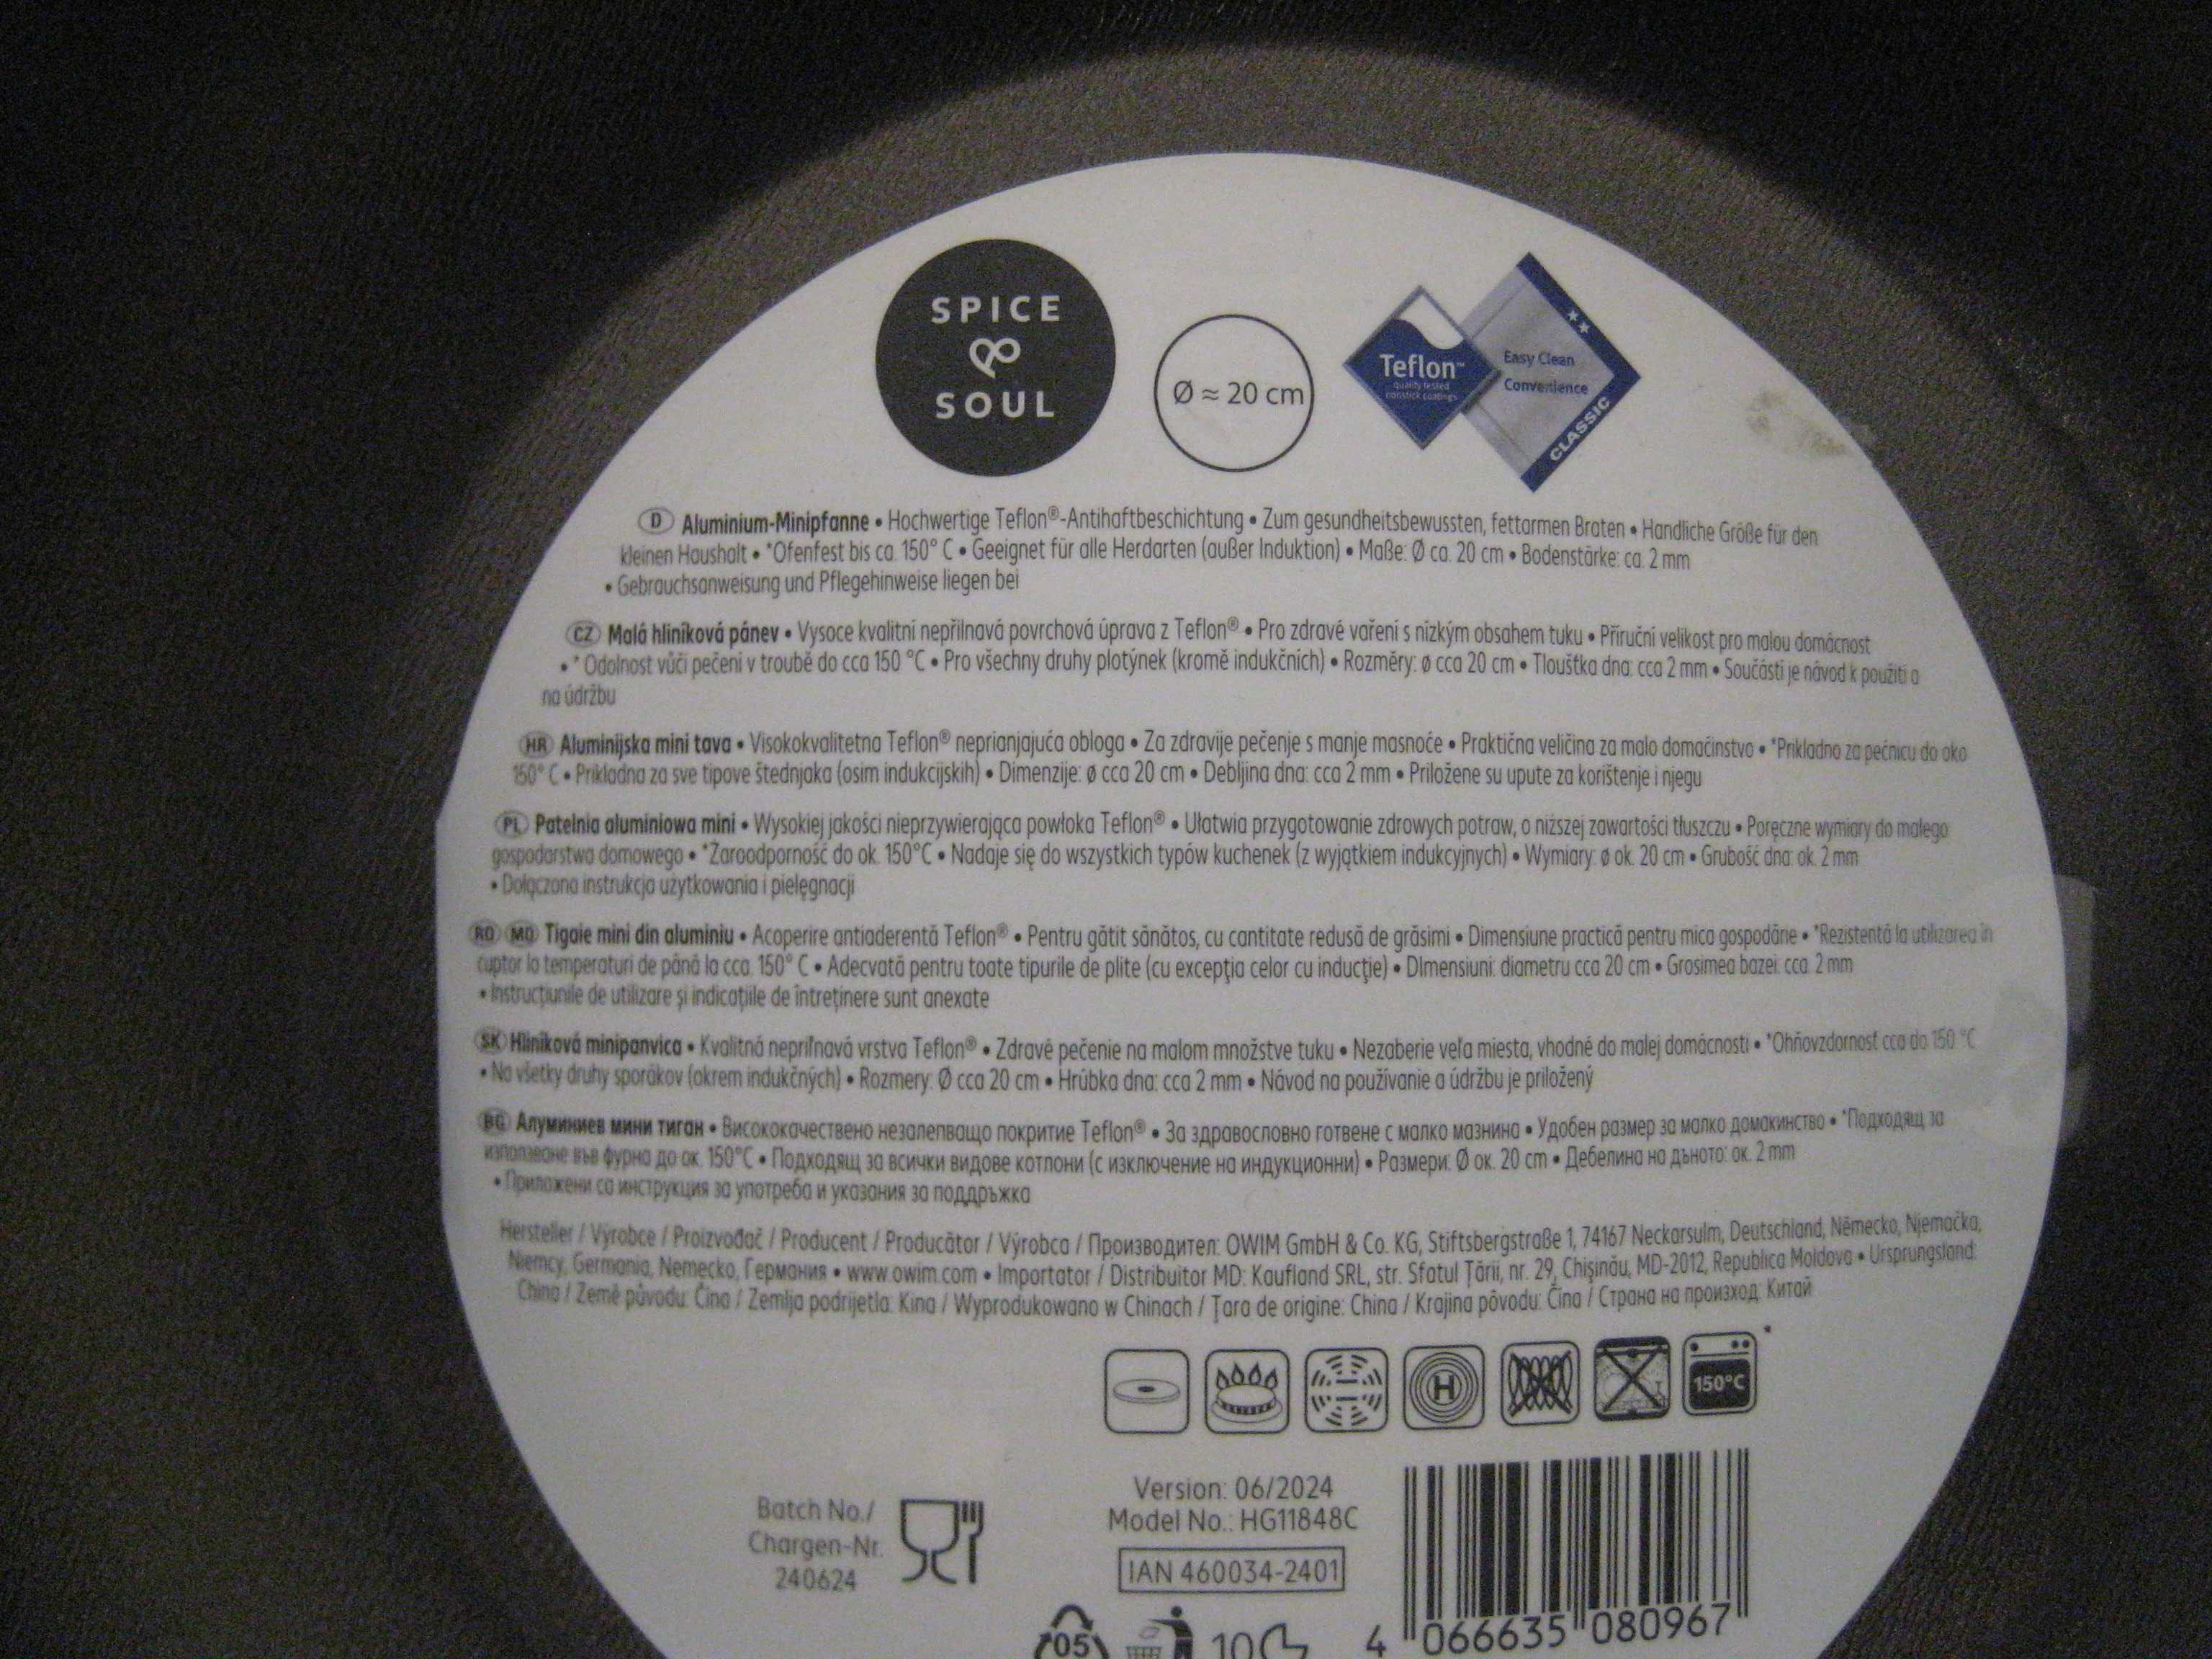 SPICE
&
SOUL
Ø ≈ 20 cm
Teflon™
quality tested
nonstick coatings
Easy Clean
Convenience
CLASSIC
D Aluminium-Minipfanne • Hochwertige Teflon®-Antihaftbeschichtung • Zum gesundheitsbewussten, fettarmen Braten • Handliche Größe für den
kleinen Haushalt • *Ofenfest bis ca. 150° C • Geeignet für alle Herdarten (außer Induktion) • Maße: Ø ca. 20 cm • Bodenstärke: ca. 2 mm
• Gebrauchsanweisung und Pflegehinweise liegen bei
CZ Malá hliníková pánev • Vysoce kvalitní nepřilnavá povrchová úprava z Teflon® • Pro zdravé vaření s nízkým obsahem tuku • Příruční velikost pro malou domácnost
• * Odolnost vůči pečení v troubě do cca 150 °C • Pro všechny druhy plotýnek (kromě indukčních) • Rozměry: ø cca 20 cm • Tloušťka dna: cca 2 mm • Součástí je návod k použití a
na údržbu
HR Aluminijska mini tava • Visokokvalitetna Teflon® neprianjajuća obloga • Za zdravije pečenje s manje masnoće • Praktična veličina za malo domaćinstvo • *Prikladno za pećnicu do oko
150° C • Prikladna za sve tipove štednjaka (osim indukcijskih) • Dimenzije: ø cca 20 cm • Debljina dna: cca 2 mm • Priložene su upute za korištenje i njegu
PL Patelnia aluminiowa mini • Wysokiej jakości nieprzywierająca powłoka Teflon® • Ułatwia przygotowanie zdrowych potraw, o niższej zawartości tłuszczu • Poręczne wymiary do małego
gospodarstwa domowego • *Żaroodporność do ok. 150°C • Nadaje się do wszystkich typów kuchenek (z wyjątkiem indukcyjnych) • Wymiary: ø ok. 20 cm • Grubość dna: ok. 2 mm
• Dołączona instrukcja użytkowania i pielęgnacji
RO MD Tigaie mini din aluminiu • Acoperire antiaderentă Teflon® • Pentru gătit sănătos, cu cantitate redusă de grăsimi • Dimensiune practică pentru mica gospodărie • *Rezistentă la utilizarea în
cuptor la temperaturi de până la cca. 150° C • Adecvată pentru toate tipurile de plite (cu excepţia celor cu inducţie) • DImensiuni: diametru cca 20 cm • Grosimea bazei: cca. 2 mm
• Instrucţiunile de utilizare şi indicaţiile de întreţinere sunt anexate
SK Hliníková minipanvica • Kvalitná nepriľnavá vrstva Teflon® • Zdravé pečenie na malom množstve tuku • Nezaberie veľa miesta, vhodné do malej domácnosti • *Ohňovzdornosť cca do 150 °C
• Na všetky druhy sporákov (okrem indukčných) • Rozmery: Ø cca 20 cm • Hrúbka dna: cca 2 mm • Návod na používanie a údržbu je priložený
BG Алуминиев мини тиган • Висококачествено незалепващо покритие Teflon® • За здравословно готвене с малко мазнина • Удобен размер за малко домакинство • *Подходящ за
използване във фурна до ок. 150°C • Подходящ за всички видове котлони (с изключение на индукционни) • Размери: Ø ок. 20 cm • Дебелина на дъното: ок. 2 mm
• Приложени са инструкция за употреба и указания за поддръжка
Hersteller / Výrobce / Proizvođač / Producent / Producător / Výrobca / Производител: OWIM GmbH & Co. KG, Stiftsbergstraße 1, 74167 Neckarsulm, Deutschland, Německo, Njemačka,
Niemcy, Germania, Nemecko, Германия • www.owim.com • Importator / Distribuitor MD: Kaufland SRL, str. Sfatul Țării, nr. 29, Chişinău, MD-2012, Republica Moldova • Ursprungsland:
China / Země původu: Čína / Zemlja podrijetla: Kina / Wyprodukowano w Chinach / Ţara de origine: China / Krajina pôvodu: Čína / Страна на произход: Китай
H
150°C *
Batch No./
Chargen-Nr.
240624
Version: 06/2024
Model No.: HG11848C
IAN 460034-2401
05
10
4 066635 080967